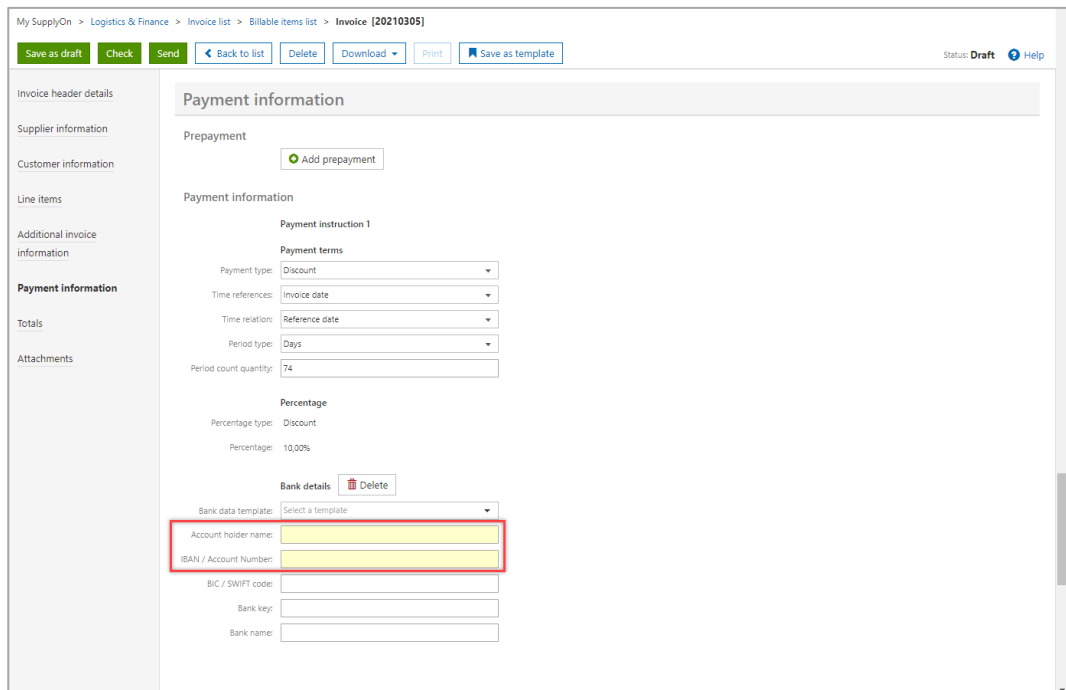 My SupplyOn > Logistics & Finance > Invoice list > Billable items list > Invoice [20210305]
Save as draft Check Send Back to list Delete Download Print Save as template Status: Draft Help
Invoice header details
Supplier information
Customer information
Line items
Additional invoice
information
Payment information
Totals
Attachments
Payment information
Prepayment
Add prepayment
Payment information
Payment instruction 1
Payment terms
Payment type: Discount
Time references: Invoice date
Time relation: Reference date
Period type: Days
Period count quantity: 74
Percentage
Percentage type: Discount
Percentage: 10,00%
Bank details Delete
Bank data template: Select a template
Account holder name:
IBAN / Account Number:
BIC / SWIFT code:
Bank key:
Bank name: